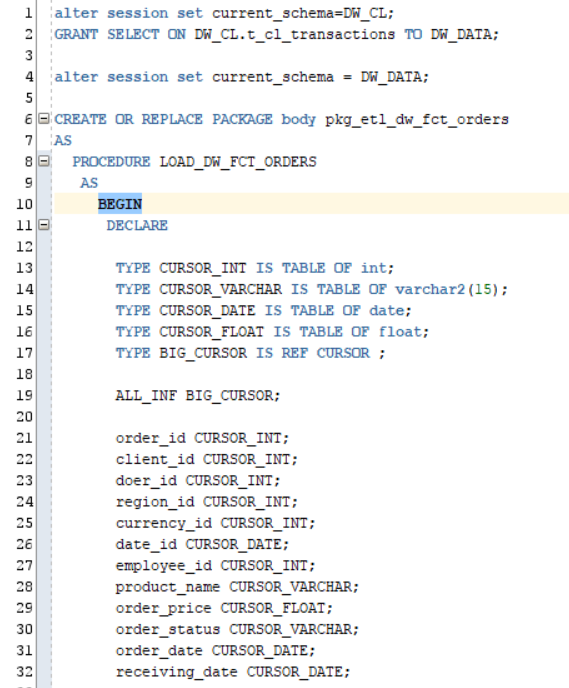 1 alter session set current_schema=DW_CL;
2 GRANT SELECT ON DW_CL.t_cl_transactions TO DW_DATA;
3
4 alter session set current_schema = DW_DATA;
5
6 CREATE OR REPLACE PACKAGE body pkg_etl_dw_fct_orders
7 AS
8 PROCEDURE LOAD_DW_FCT_ORDERS
9 AS
10 BEGIN
11 DECLARE
12
13 TYPE CURSOR_INT IS TABLE OF int;
14 TYPE CURSOR_VARCHAR IS TABLE OF varchar2(15);
15 TYPE CURSOR_DATE IS TABLE OF date;
16 TYPE CURSOR_FLOAT IS TABLE OF float;
17 TYPE BIG_CURSOR IS REF CURSOR ;
18
19 ALL_INF BIG_CURSOR;
20
21 order_id CURSOR_INT;
22 client_id CURSOR_INT;
23 doer_id CURSOR_INT;
24 region_id CURSOR_INT;
25 currency_id CURSOR_INT;
26 date_id CURSOR_DATE;
27 employee_id CURSOR_INT;
28 product_name CURSOR_VARCHAR;
29 order_price CURSOR_FLOAT;
30 order_status CURSOR_VARCHAR;
31 order_date CURSOR_DATE;
32 receiving_date CURSOR_DATE;